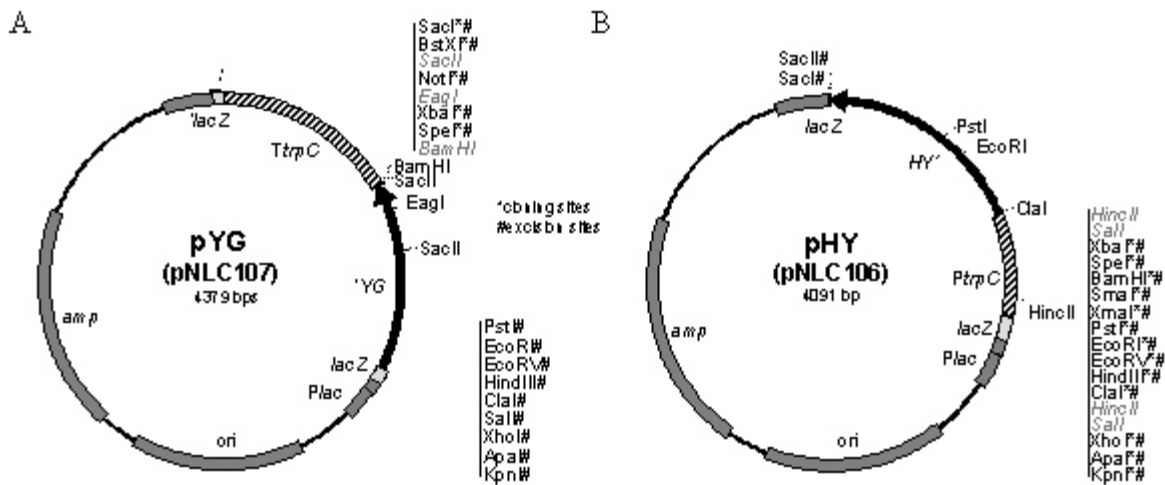 A
SacI*#
BstXI*#
SacII
NotI*#
EagI
XbaI*#
SpeI*#
BamHI
'lacZ
TtrpC
BamHI
SacII
EagI
SacII
*cloning sites
#excision sites
pYG
(pNLC107)
4379 bps
'YG
amp
lacZ
Plac
ori
PstI#
EcoRI#
EcoRV#
HindIII#
ClaI#
SalI#
XhoI#
ApaI#
KpnI#
B
SacII#
SacI#
lacZ
PstI
EcoRI
HY'
ClaI
pHY
(pNLC106)
4091 bp
PtrpC
HincII
lacZ
Plac
amp
ori
HincII
SalI
XbaI*#
SpeI*#
BamHI*#
SmaI*#
XmaI*#
PstI*#
EcoRI*#
EcoRV*#
HindIII*#
ClaI*#
HincII
SalI
XhoI*#
ApaI*#
KpnI*#